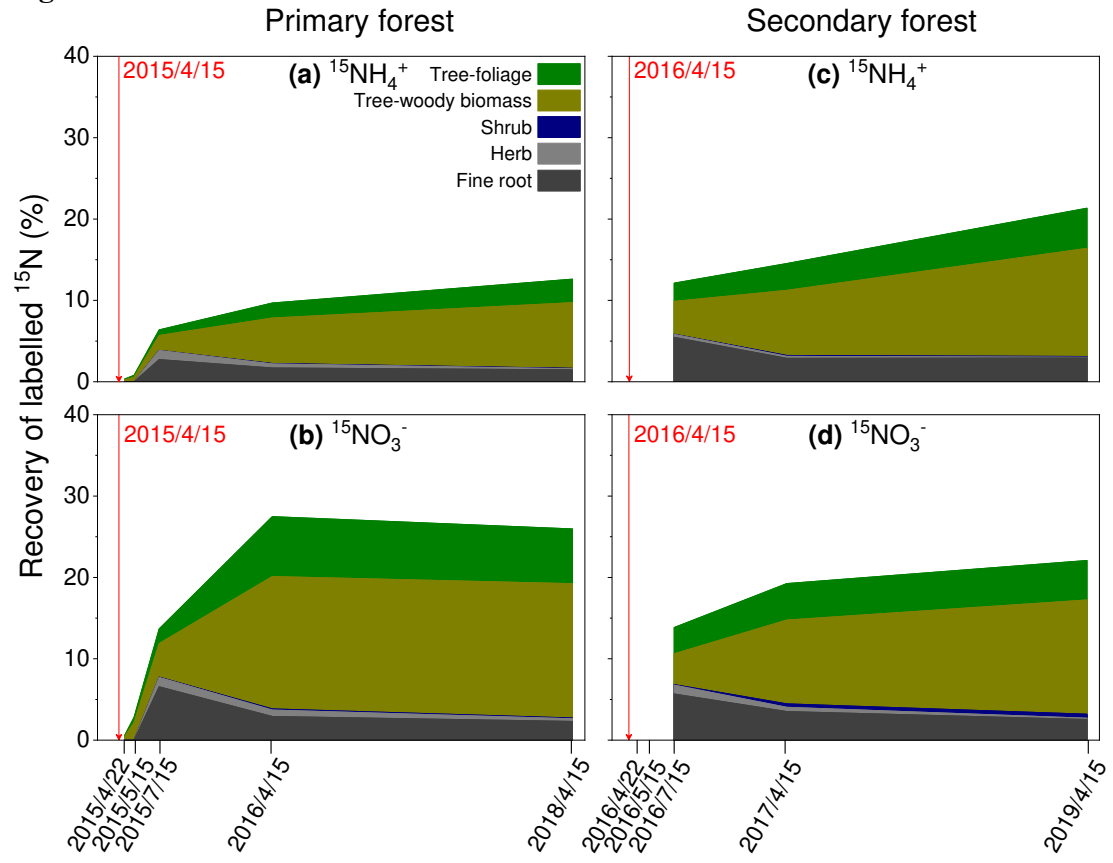 Primary forest
Secondary forest
40
30
20
10
0
2015/4/15
(a) ¹⁵NH₄⁺
Tree-foliage
Tree-woody biomass
Shrub
Herb
Fine root
2016/4/15
(c) ¹⁵NH₄⁺
Recovery of labelled ¹⁵N (%)
40
30
20
10
0
2015/4/15
(b) ¹⁵NO₃⁻
2016/4/15
(d) ¹⁵NO₃⁻
2015/4/22
2015/5/15
2015/7/15
2016/4/15
2018/4/15
2016/4/22
2016/5/15
2016/7/15
2017/4/15
2019/4/15